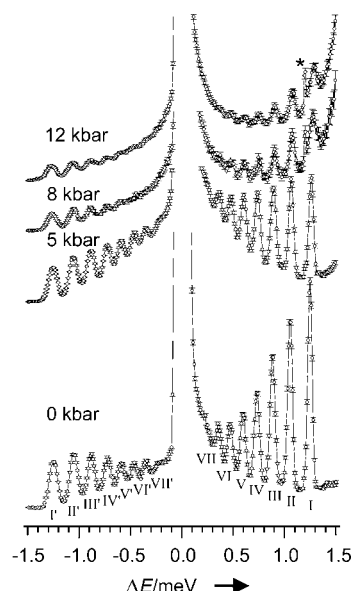 *
12 kbar
8 kbar
5 kbar
0 kbar
VII VI V IV III II I
I' II' III' IV' V' VI' VII'
-1.5 -1.0 -0.5 0.0 0.5 1.0 1.5
ΔE/meV →